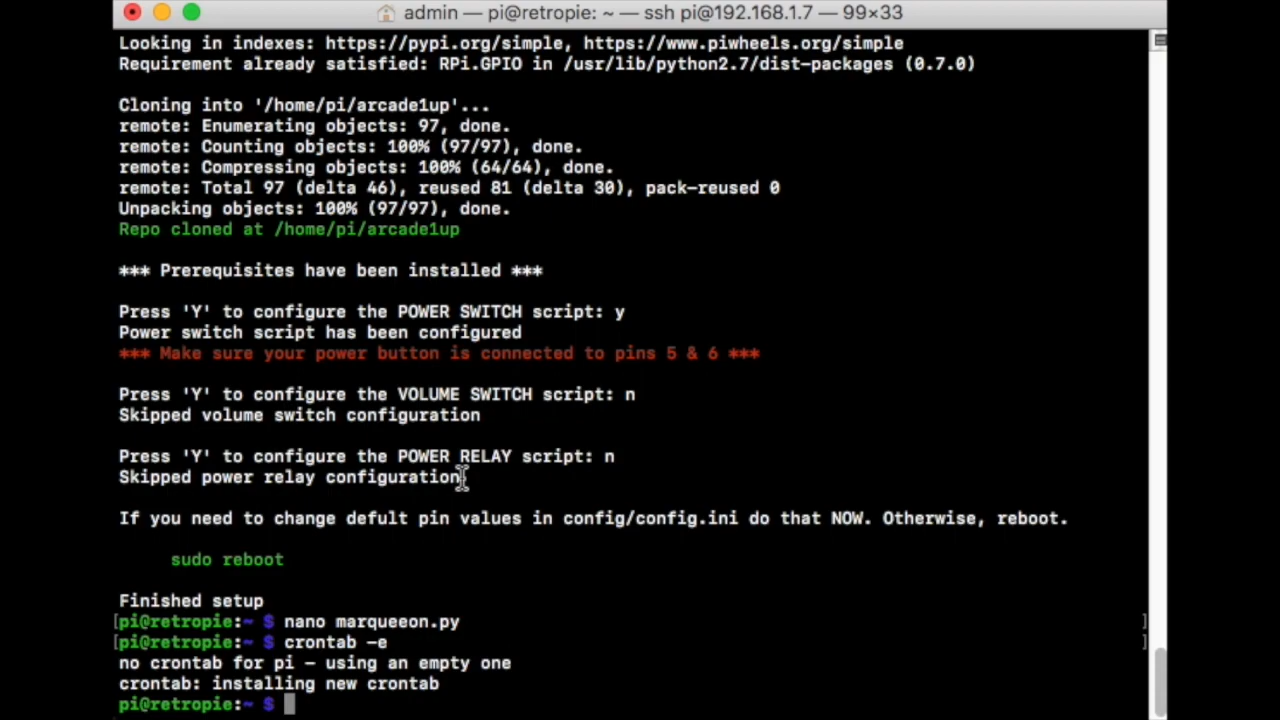 admin — pi@retropie: ~ — ssh pi@192.168.1.7 — 99×33
Looking in indexes: https://pypi.org/simple, https://www.piwheels.org/simple
Requirement already satisfied: RPi.GPIO in /usr/lib/python2.7/dist-packages (0.7.0)
Cloning into '/home/pi/arcade1up'...
remote: Enumerating objects: 97, done.
remote: Counting objects: 100% (97/97), done.
remote: Compressing objects: 100% (64/64), done.
remote: Total 97 (delta 46), reused 81 (delta 30), pack-reused 0
Unpacking objects: 100% (97/97), done.
Repo cloned at /home/pi/arcade1up
*** Prerequisites have been installed ***
Press 'Y' to configure the POWER SWITCH script: y
Power switch script has been configured
*** Make sure your power button is connected to pins 5 & 6 ***
Press 'Y' to configure the VOLUME SWITCH script: n
Skipped volume switch configuration
Press 'Y' to configure the POWER RELAY script: n
Skipped power relay configuration
If you need to change defult pin values in config/config.ini do that NOW. Otherwise, reboot.
sudo reboot
Finished setup
[pi@retropie:~ $ nano marqueeon.py ]
[pi@retropie:~ $ crontab -e ]
no crontab for pi - using an empty one
crontab: installing new crontab
pi@retropie:~ $